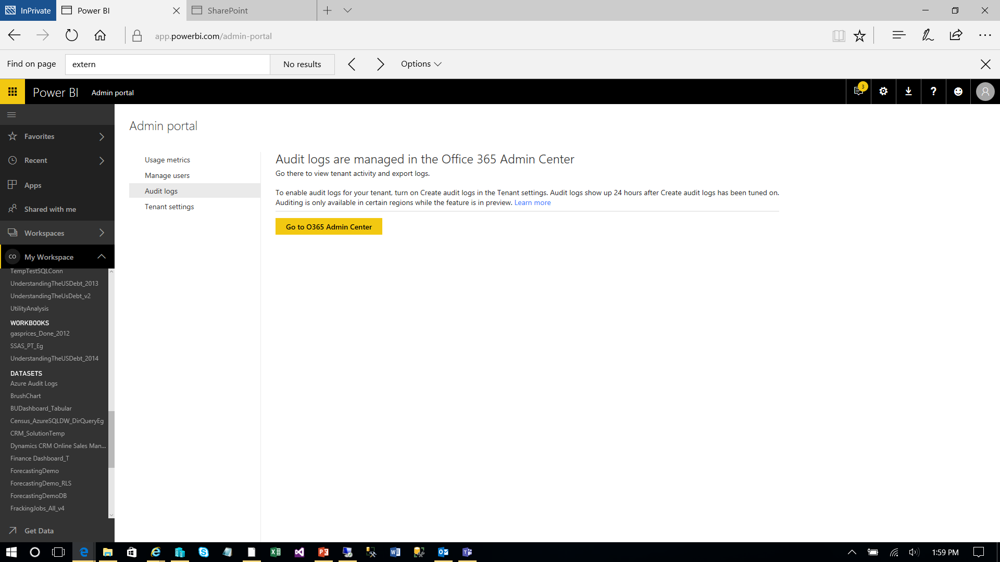 InPrivate
Power BI
SharePoint
app.powerbi.com/admin-portal
Find on page
extern
No results
Options
Power BI
Admin portal
3
Favorites
Recent
Apps
Shared with me
Workspaces
CO
My Workspace
TempTestSQLConn
UnderstandingTheUSDebt_2013
UnderstandingTheUsDebt_v2
UtilityAnalysis
WORKBOOKS
gasprices_Done_2012
SSAS_PT_Eg
UnderstandingTheUSDebt_2014
DATASETS
Azure Audit Logs
BrushChart
BUDashboard_Tabular
Census_AzureSQLDW_DirQueryEg
CRM_SolutionTemp
Dynamics CRM Online Sales Man...
Finance Dashboard_T
ForecastingDemo
ForecastingDemo_RLS
ForecastingDemoDB
FrackingJobs_All_v4
Get Data
Admin portal
Usage metrics
Manage users
Audit logs
Tenant settings
Audit logs are managed in the Office 365 Admin Center
Go there to view tenant activity and export logs.
To enable audit logs for your tenant, turn on Create audit logs in the Tenant settings. Audit logs show up 24 hours after Create audit logs has been tuned on.
Auditing is only available in certain regions while the feature is in preview. Learn more
Go to O365 Admin Center
1:59 PM